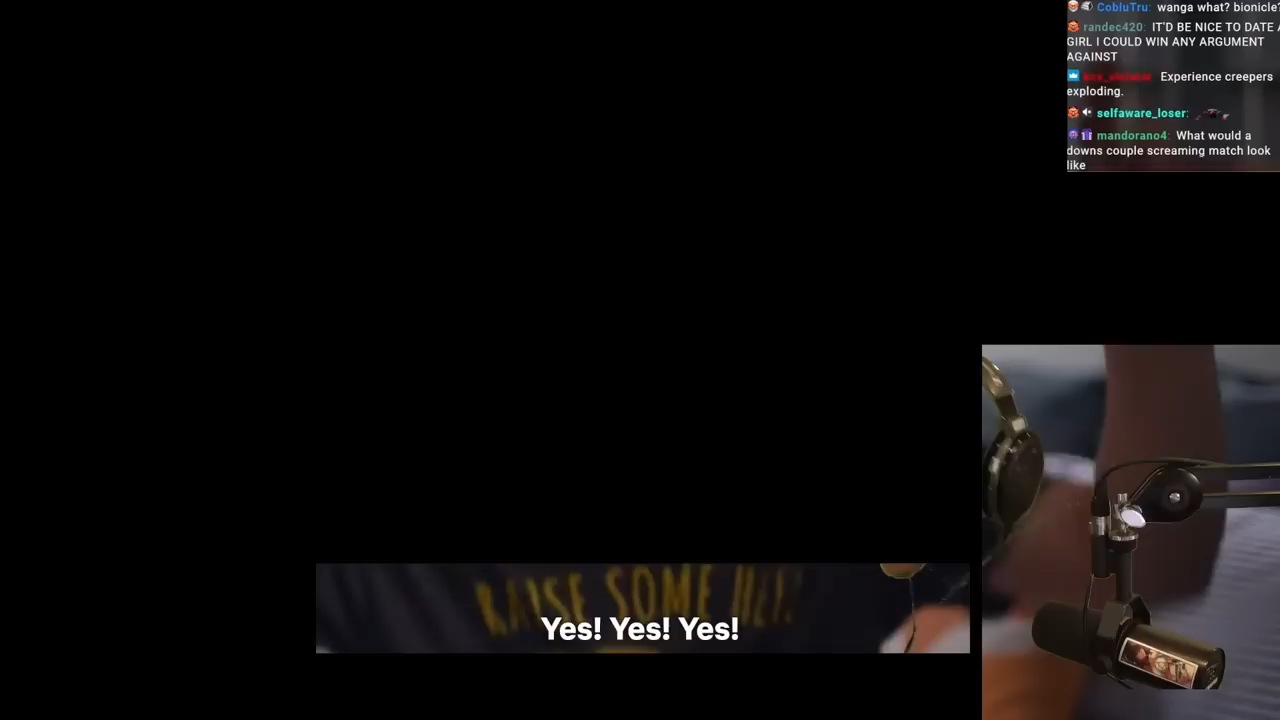 CobluTru: wanga what? bionicle?
randec420: IT'D BE NICE TO DATE A
GIRL I COULD WIN ANY ARGUMENT
AGAINST
Experience creepers
exploding.
selfaware_loser:
mandorano4: What would a
downs couple screaming match look
like
RAISE SOME HELL
Yes! Yes! Yes!